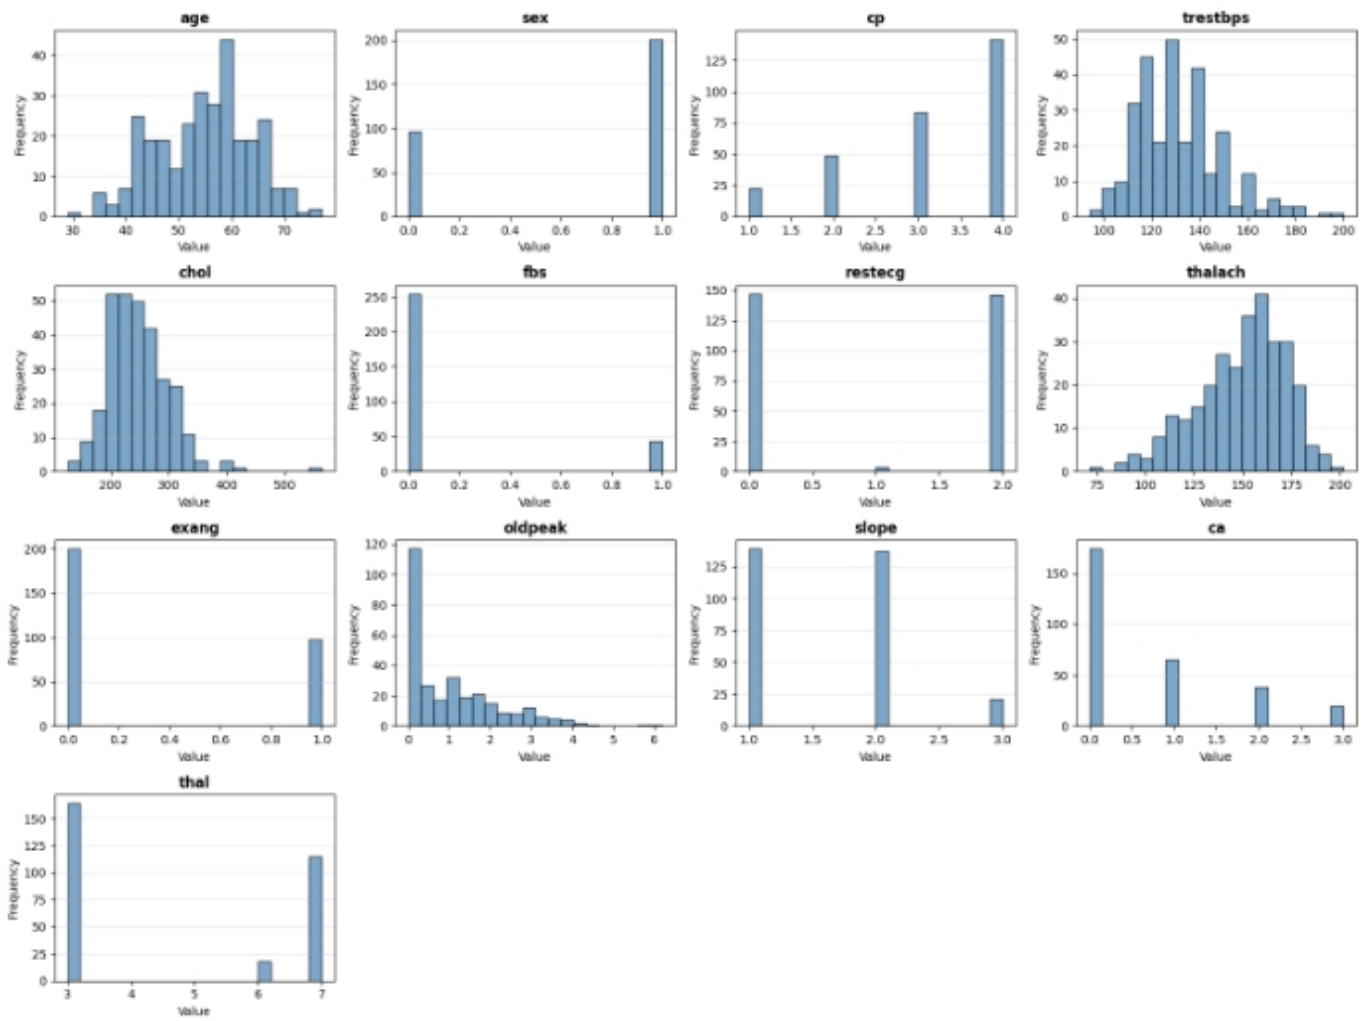 age
sex
cp
trestbps
40
30
20
10
0
Frequency
30 40 50 60 70
Value
200
150
100
50
0
Frequency
0.0 0.2 0.4 0.6 0.8 1.0
Value
125
100
75
50
25
0
Frequency
1.0 1.5 2.0 2.5 3.0 3.5 4.0
Value
50
40
30
20
10
0
Frequency
100 120 140 160 180 200
Value
chol
fbs
restecg
thalach
50
40
30
20
10
0
Frequency
200 300 400 500
Value
250
200
150
100
50
0
Frequency
0.0 0.2 0.4 0.6 0.8 1.0
Value
150
125
100
75
50
25
0
Frequency
0.0 0.5 1.0 1.5 2.0
Value
40
30
20
10
0
Frequency
75 100 125 150 175 200
Value
exang
oldpeak
slope
ca
200
150
100
50
0
Frequency
0.0 0.2 0.4 0.6 0.8 1.0
Value
120
100
80
60
40
20
0
Frequency
0 1 2 3 4 5 6
Value
125
100
75
50
25
0
Frequency
1.0 1.5 2.0 2.5 3.0
Value
150
100
50
0
Frequency
0.0 0.5 1.0 1.5 2.0 2.5 3.0
Value
thal
150
125
100
75
50
25
0
Frequency
3 4 5 6 7
Value